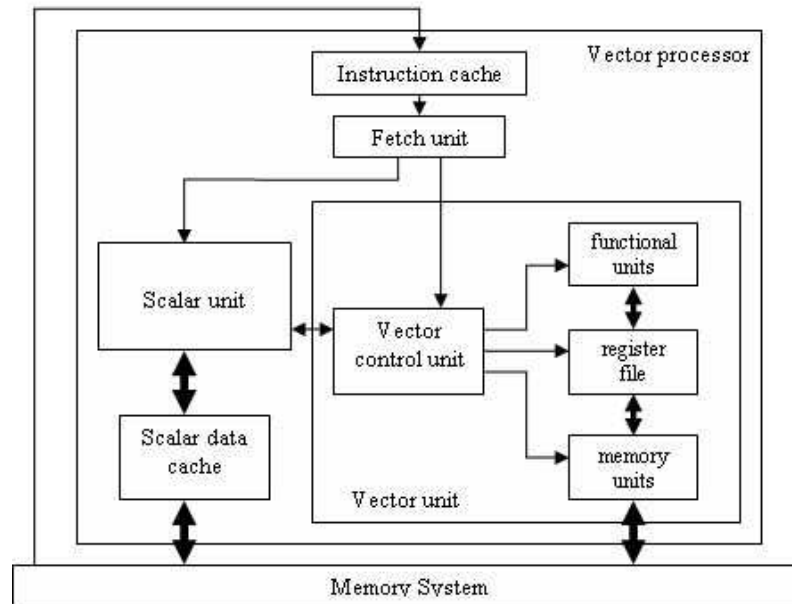 Vector processor
Instruction cache
Fetch unit
Scalar unit
Vector
control unit
functional
units
register
file
memory
units
Scalar data
cache
Vector unit
Memory System